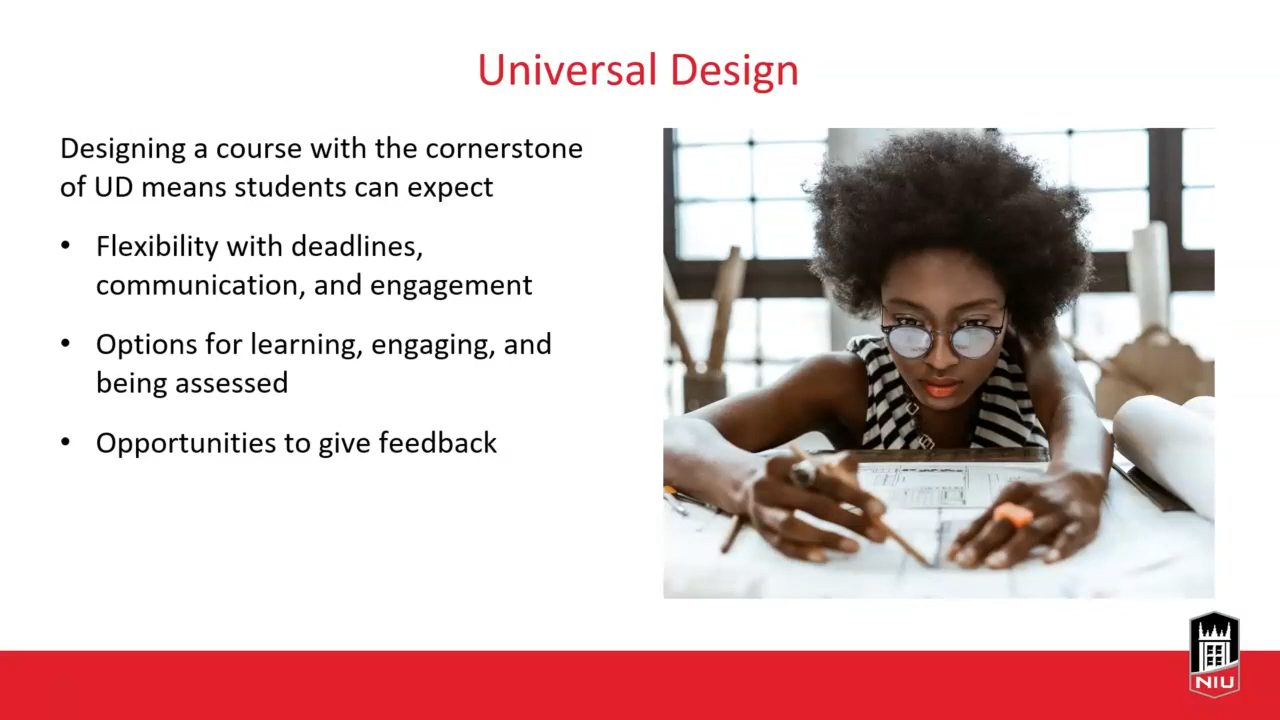 Universal Design
Designing a course with the cornerstone
of UD means students can expect
• Flexibility with deadlines,
communication, and engagement
• Options for learning, engaging, and
being assessed
• Opportunities to give feedback
NIU